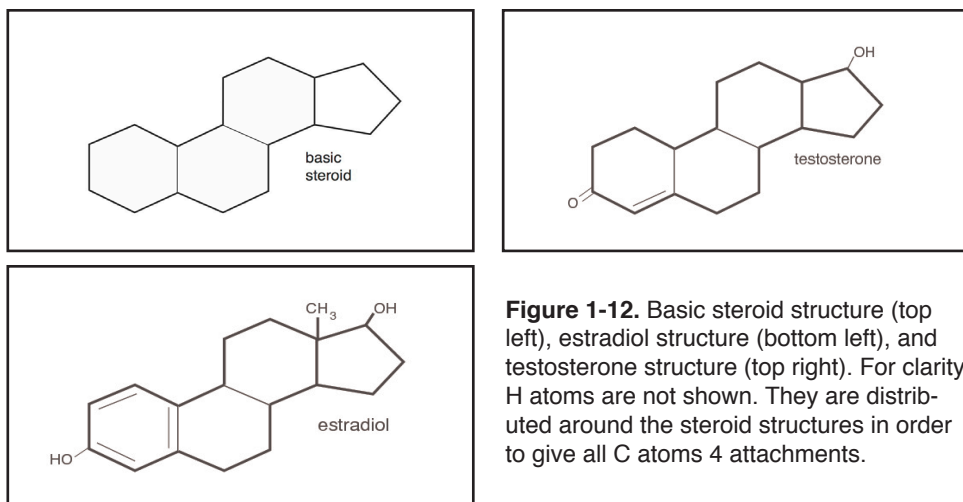 basic
steroid
OH
testosterone
O
CH3
OH
estradiol
HO
Figure 1-12. Basic steroid structure (top
left), estradiol structure (bottom left), and
testosterone structure (top right). For clarity
H atoms are not shown. They are distrib-
uted around the steroid structures in order
to give all C atoms 4 attachments.